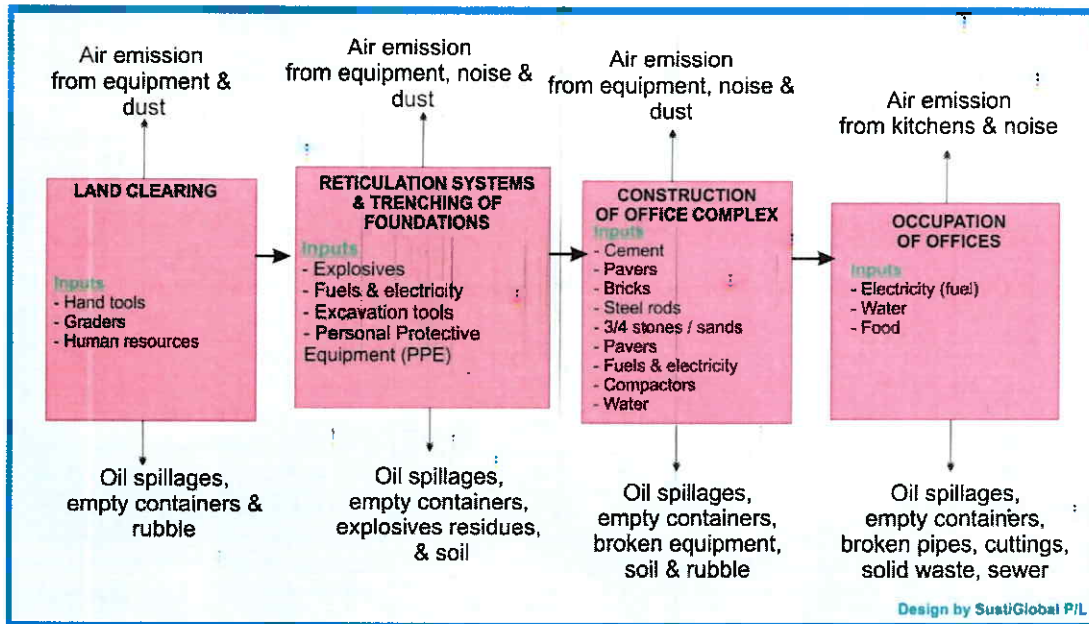 Air emission
from equipment &
dust
LAND CLEARING
Inputs
- Hand tools
- Graders
- Human resources
Oil spillages,
empty containers &
rubble
Air emission
from equipment, noise &
dust
RETICULATION SYSTEMS
& TRENCHING OF
FOUNDATIONS
Inputs
- Explosives
- Fuels & electricity
- Excavation tools
- Personal Protective
Equipment (PPE)
Oil spillages,
empty containers,
explosives residues,
& soil
Air emission
from equipment, noise &
dust
CONSTRUCTION
OF OFFICE COMPLEX
Inputs
- Cement
- Pavers
- Bricks
- Steel rods
- 3/4 stones / sands
- Pavers
- Fuels & electricity
- Compactors
- Water
Oil spillages,
empty containers,
broken equipment,
soil & rubble
Air emission
from kitchens & noise
OCCUPATION
OF OFFICES
Inputs
- Electricity (fuel)
- Water
- Food
Oil spillages,
empty containers,
broken pipes, cuttings,
solid waste, sewer
Design by SustiGlobal P/L